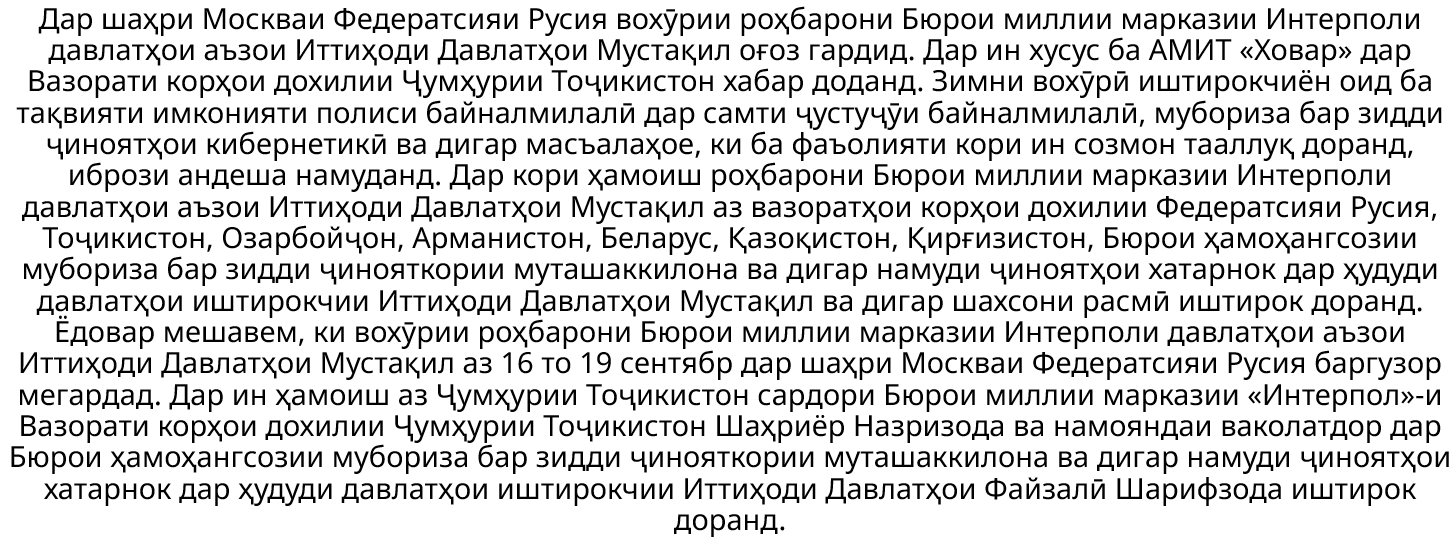 Дар шаҳри Москваи Федератсияи Русия вохӯрии роҳбарони Бюрои миллии марказии Интерполи
давлатҳои аъзои Иттиҳоди Давлатҳои Мустақил оғоз гардид. Дар ин хусус ба АМИТ «Ховар» дар
Вазорати корҳои дохилии Ҷумҳурии Тоҷикистон хабар доданд. Зимни вохӯрӣ иштирокчиён оид ба
тақвияти имконияти полиси байналмилалӣ дар самти ҷустуҷӯи байналмилалӣ, мубориза бар зидди
ҷиноятҳои кибернетикӣ ва дигар масъалаҳое, ки ба фаъолияти кори ин созмон тааллуқ доранд,
ибрози андеша намуданд. Дар кори ҳамоиш роҳбарони Бюрои миллии марказии Интерполи
давлатҳои аъзои Иттиҳоди Давлатҳои Мустақил аз вазоратҳои корҳои дохилии Федератсияи Русия,
Тоҷикистон, Озарбойҷон, Арманистон, Беларус, Қазоқистон, Қирғизистон, Бюрои ҳамоҳангсозии
мубориза бар зидди ҷинояткории муташаккилона ва дигар намуди ҷиноятҳои хатарнок дар ҳудуди
давлатҳои иштирокчии Иттиҳоди Давлатҳои Мустақил ва дигар шахсони расмӣ иштирок доранд.
Ёдовар мешавем, ки вохӯрии роҳбарони Бюрои миллии марказии Интерполи давлатҳои аъзои
Иттиҳоди Давлатҳои Мустақил аз 16 то 19 сентябр дар шаҳри Москваи Федератсияи Русия баргузор
мегардад. Дар ин ҳамоиш аз Ҷумҳурии Тоҷикистон сардори Бюрои миллии марказии «Интерпол»-и
Вазорати корҳои дохилии Ҷумҳурии Тоҷикистон Шаҳриёр Назризода ва намояндаи ваколатдор дар
Бюрои ҳамоҳангсозии мубориза бар зидди ҷинояткории муташаккилона ва дигар намуди ҷиноятҳои
хатарнок дар ҳудуди давлатҳои иштирокчии Иттиҳоди Давлатҳои Файзалӣ Шарифзода иштирок
доранд.